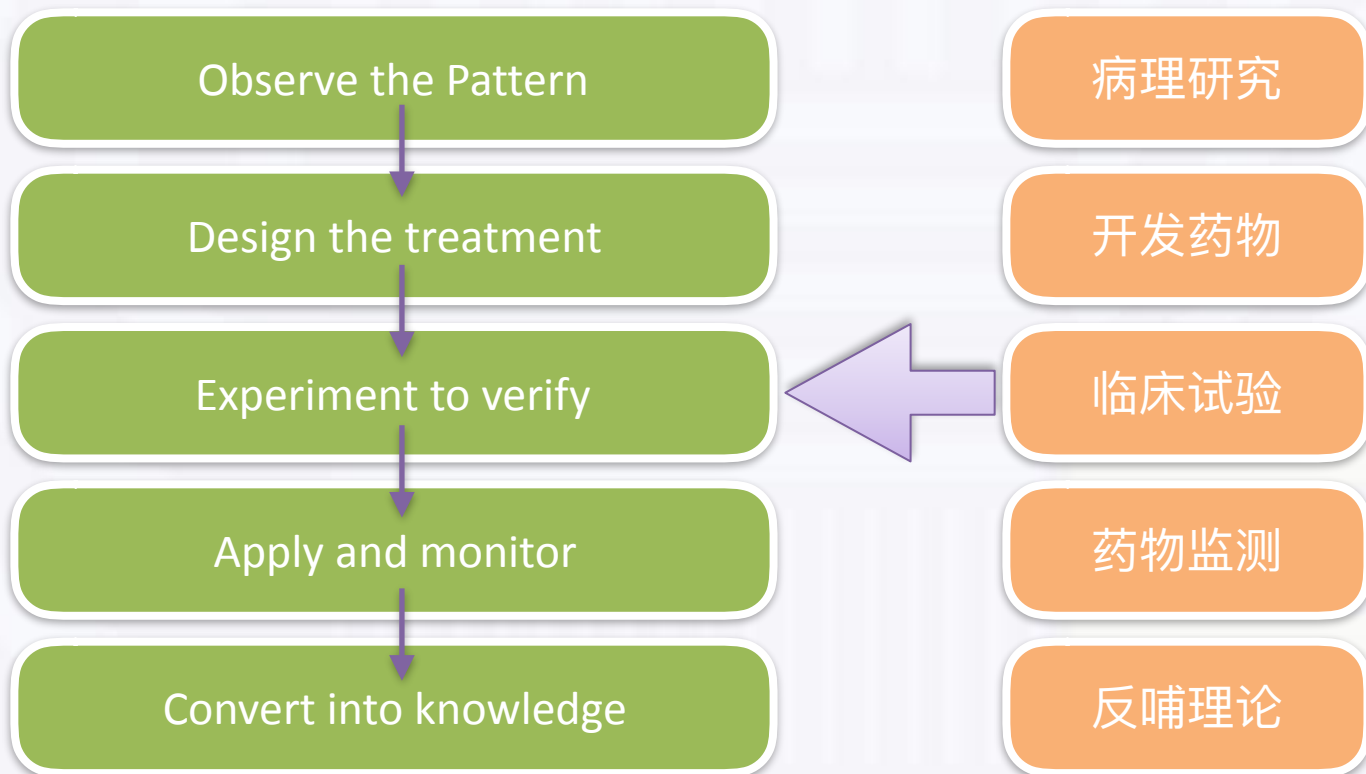 Observe the Pattern
病理研究
Design the treatment
开发药物
Experiment to verify
临床试验
Apply and monitor
药物监测
Convert into knowledge
反哺理论